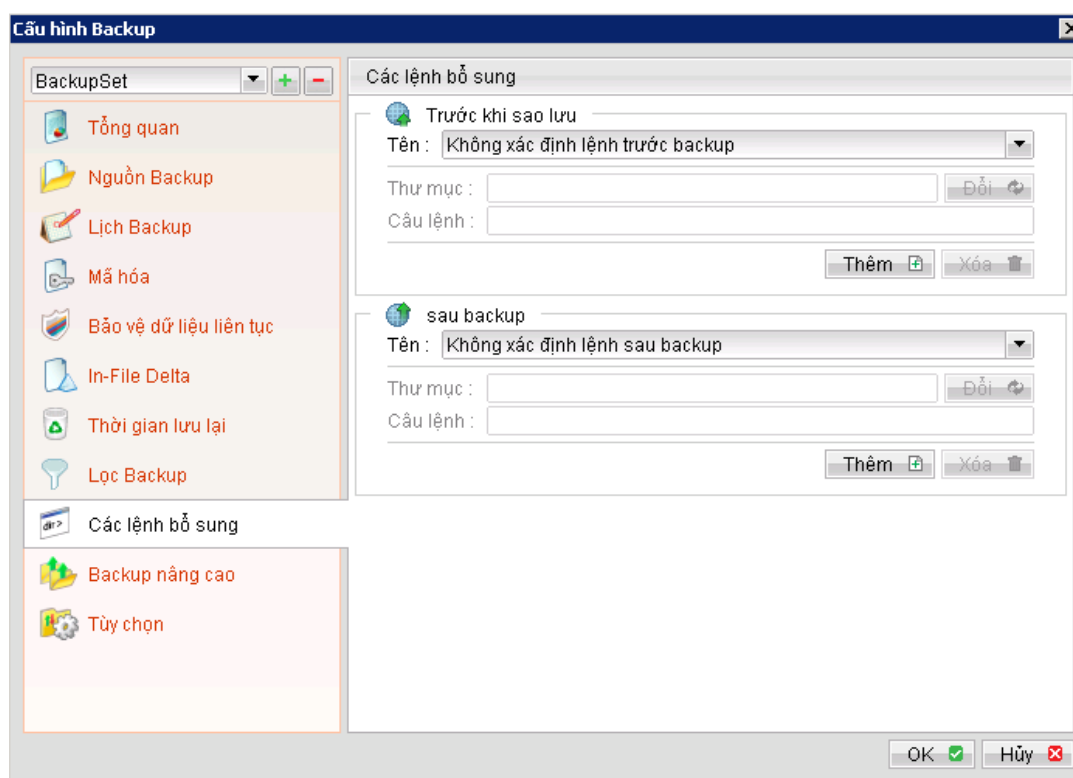 Cấu hình Backup
BackupSet
Tổng quan
Nguồn Backup
Lịch Backup
Mã hóa
Bảo vệ dữ liệu liên tục
In-File Delta
Thời gian lưu lại
Lọc Backup
dir>
Các lệnh bổ sung
Backup nâng cao
Tùy chọn
Các lệnh bổ sung
Trước khi sao lưu
Tên : Không xác định lệnh trước backup
Thư mục : Đổi
Câu lệnh :
Thêm Xóa
sau backup
Tên : Không xác định lệnh sau backup
Thư mục : Đổi
Câu lệnh :
Thêm Xóa
OK Hủy